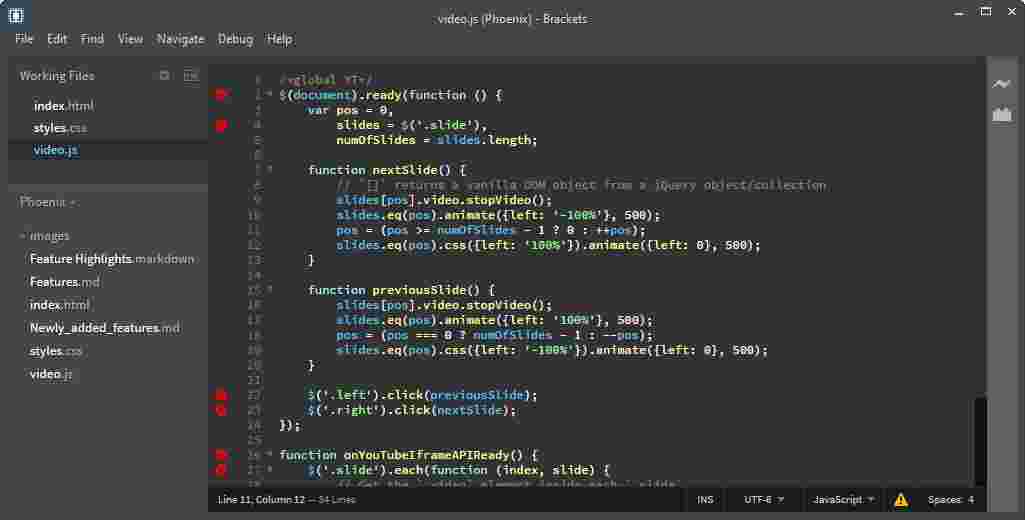 video.js (Phoenix) - Brackets
File Edit Find View Navigate Debug Help
Working Files
index.html
styles.css
video.js
Phoenix
images
Feature Highlights.markdown
Features.md
index.html
Newly_added_features.md
styles.css
video.js
1 /*global YT*/
2 $(document).ready(function () {
3 var pos = 0,
4 slides = $('.slide'),
5 numOfSlides = slides.length;
6
7 function nextSlide() {
8 // `[]` returns a vanilla DOM object from a jQuery object/collection
9 slides[pos].video.stopVideo();
10 slides.eq(pos).animate({left: '-100%'}, 500);
11 pos = (pos >= numOfSlides - 1 ? 0 : ++pos);
12 slides.eq(pos).css({left: '100%'}).animate({left: 0}, 500);
13 }
14
15 function previousSlide() {
16 slides[pos].video.stopVideo();
17 slides.eq(pos).animate({left: '100%'}, 500);
18 pos = (pos === 0 ? numOfSlides - 1 : --pos);
19 slides.eq(pos).css({left: '-100%'}).animate({left: 0}, 500);
20 }
21
22 $('.left').click(previousSlide);
23 $('.right').click(nextSlide);
24 });
25
26 function onYouTubeIframeAPIReady() {
27 $('.slide').each(function (index, slide) {
// Get the `.video` element inside each `.slide`
Line 11, Column 12 — 34 Lines
INS UTF-8 JavaScript Spaces: 4